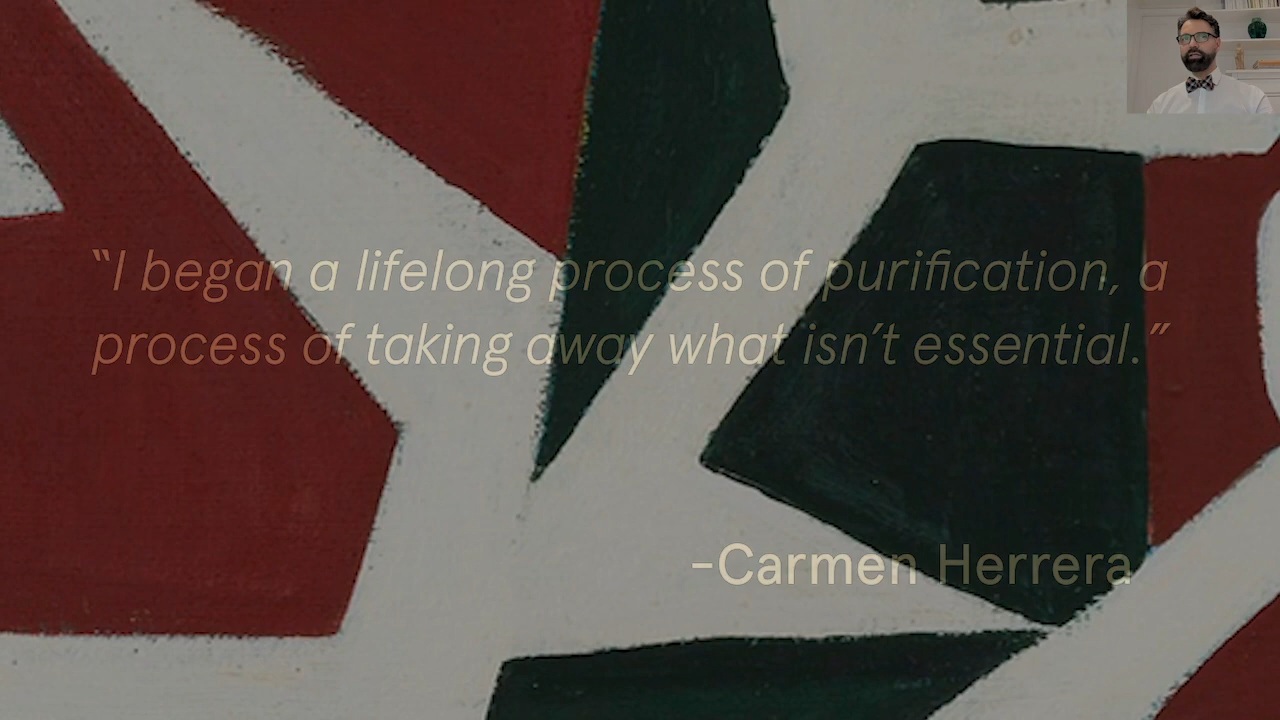 “I began a lifelong process of purification, a
process of taking away what isn’t essential.”
-Carmen Herrera